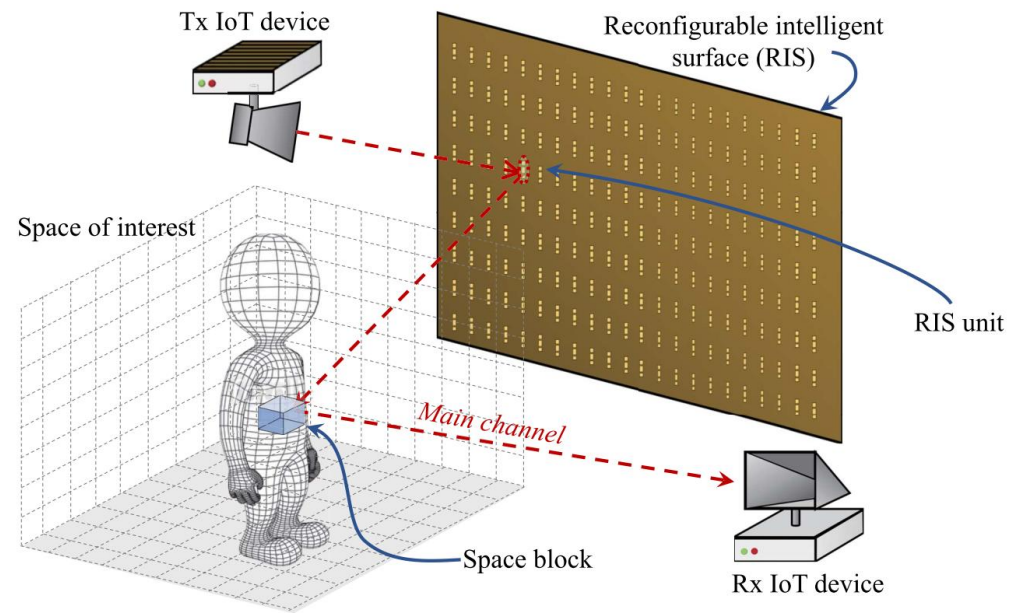 Tx IoT device
Reconfigurable intelligent
surface (RIS)
Space of interest
RIS unit
Main channel
Space block
Rx IoT device